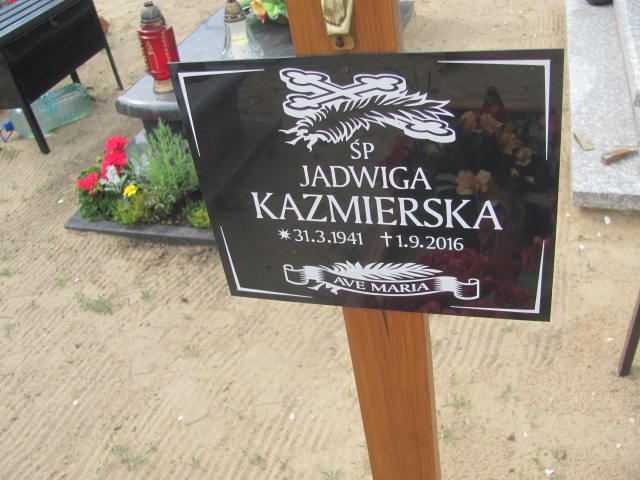 ŚP
JADWIGA
KAZMIERSKA
✶31.3.1941 ✝1.9.2016
AVE MARIA